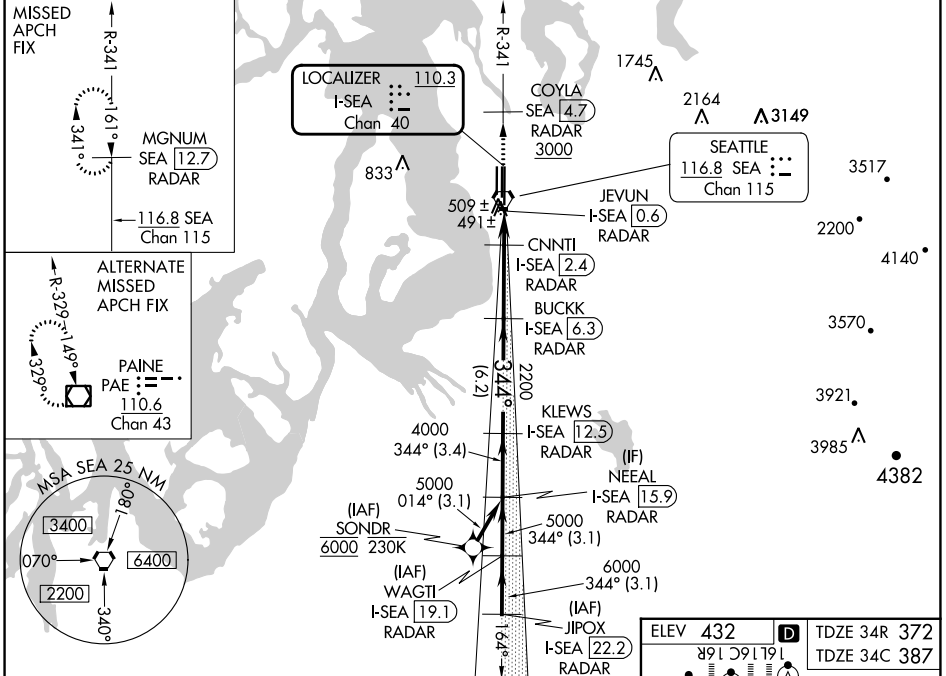 MISSED
APCH
FIX
R-341
161°
341°
MGNUM
SEA 12.7
RADAR
116.8 SEA
Chan 115
ALTERNATE
MISSED
APCH FIX
R-329
149°
329°
PAINE
PAE
110.6
Chan 43
MSA SEA 25 NM
180°
3400
070°
6400
2200
340°
LOCALIZER 110.3
I-SEA
Chan 40
R-341
COYLA
SEA 4.7
RADAR
3000
1745
2164
3149
SEATTLE
116.8 SEA
Chan 115
833
509 ±
491 ±
JEVUN
I-SEA 0.6
RADAR
3517
2200
4140
CNNTI
I-SEA 2.4
RADAR
BUCKK
I-SEA 6.3
RADAR
3570
344°
2200
(6.2)
3921
3985
4382
KLEWS
I-SEA 12.5
RADAR
4000
344° (3.4)
(IF)
NEEAL
I-SEA 15.9
RADAR
5000
014° (3.1)
(IAF)
SONDR
6000 230K
5000
344° (3.1)
(IAF)
WAGTI
I-SEA 19.1
RADAR
6000
344° (3.1)
(IAF)
JIPOX
I-SEA 22.2
RADAR
164°
ELEV 432 D TDZE 34R 372
TDZE 34C 387
16R 16C 16L
A